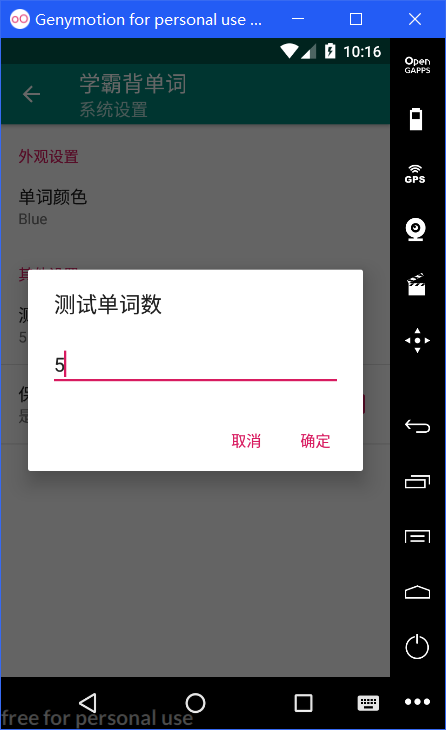 Genymotion for personal use ...
Open
GAPPS
10:16
学霸背单词
系统设置
外观设置
单词颜色
Blue
测试单词数
5
5
取消
确定
GPS
free for personal use